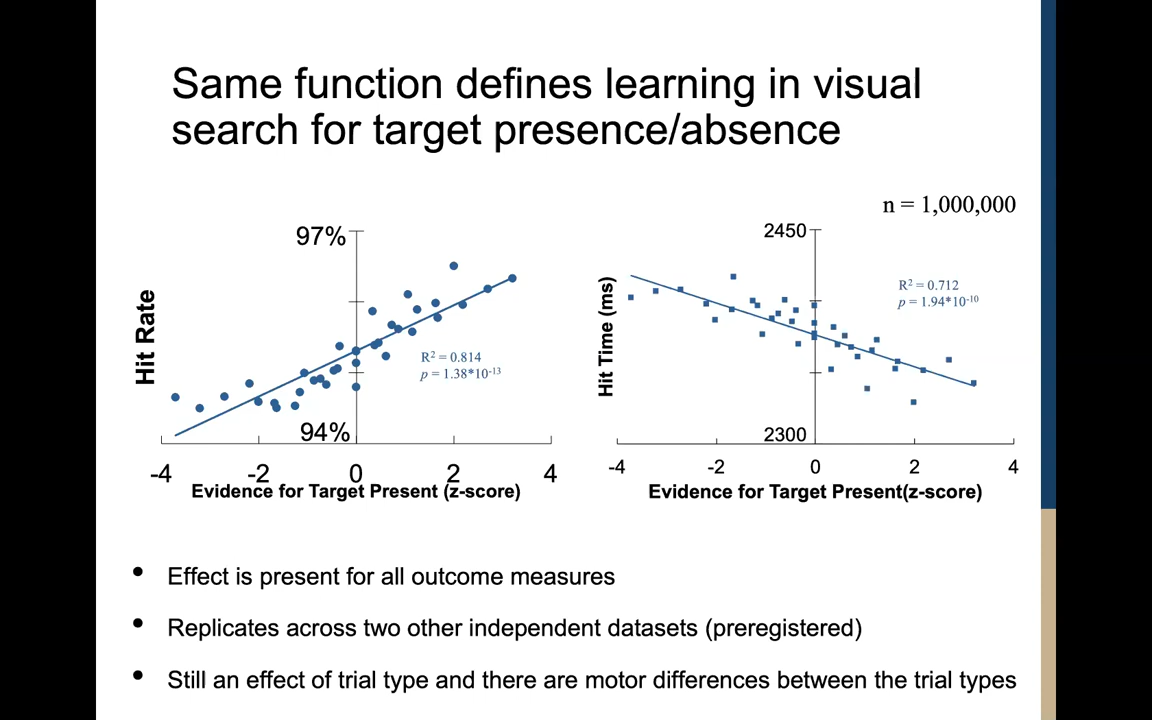 Same function defines learning in visual
search for target presence/absence
n = 1,000,000
97%
Hit Rate
R² = 0.814
p = 1.38*10⁻¹³
94%
-4 -2 0 2 4
Evidence for Target Present (z-score)
2450
Hit Time (ms)
R² = 0.712
p = 1.94*10⁻¹⁰
2300
-4 -2 0 2 4
Evidence for Target Present(z-score)
• Effect is present for all outcome measures
• Replicates across two other independent datasets (preregistered)
• Still an effect of trial type and there are motor differences between the trial types